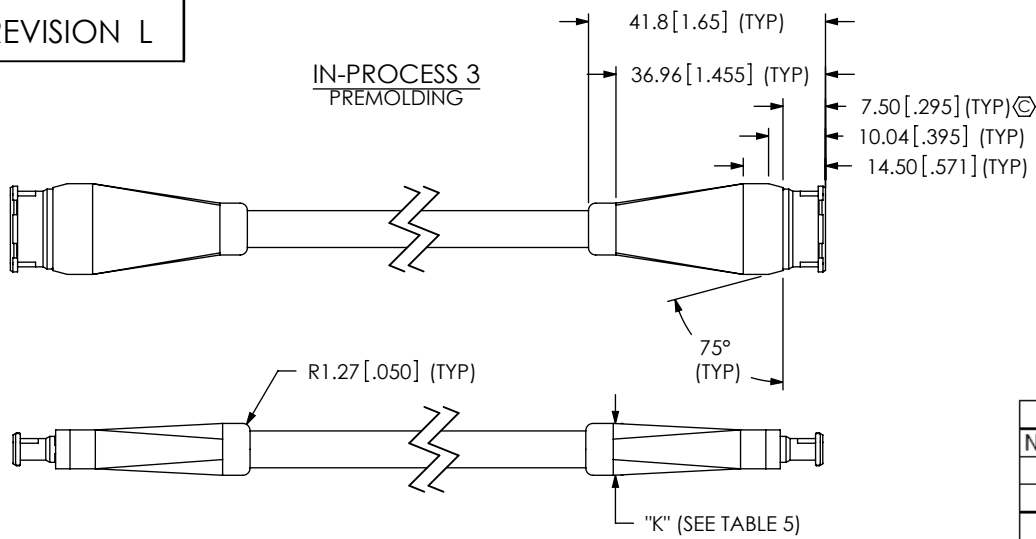 REVISION L
41.8 [1.65] (TYP)
IN-PROCESS 3
PREMOLDING
36.96 [1.455] (TYP)
7.50 [.295] (TYP) C
10.04 [.395] (TYP)
14.50 [.571] (TYP)
75°
(TYP)
R1.27 [.050] (TYP)
N
"K" (SEE TABLE 5)